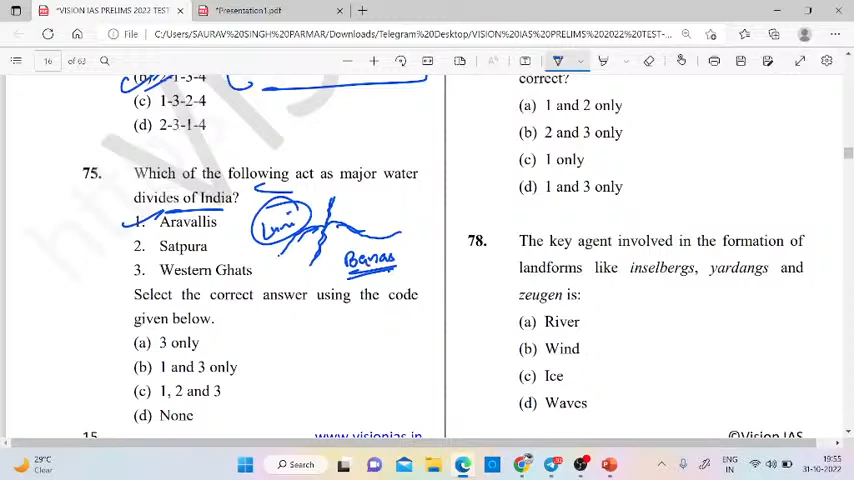 *VISION IAS PRELIMS 2022 TEST-
*Presentation1.pdf
File
C:/Users/SAURAV%20SINGH%20PARMAR/Downloads/Telegram%20Desktop/VISION%20IAS%20PRELIMS%202022%20TEST-...
16 of 63
(b) 2-1-3-4
(c) 1-3-2-4
(d) 2-3-1-4
75. Which of the following act as major water
divides of India?
1. Aravallis
2. Satpura
3. Western Ghats
Luni
Banas
Select the correct answer using the code
given below.
(a) 3 only
(b) 1 and 3 only
(c) 1, 2 and 3
(d) None
15 www.visionias.in
correct?
(a) 1 and 2 only
(b) 2 and 3 only
(c) 1 only
(d) 1 and 3 only
78. The key agent involved in the formation of
landforms like inselbergs, yardangs and
zeugen is:
(a) River
(b) Wind
(c) Ice
(d) Waves
©Vision IAS
29°C
Clear
Search
ENG
IN
19:55
31-10-2022